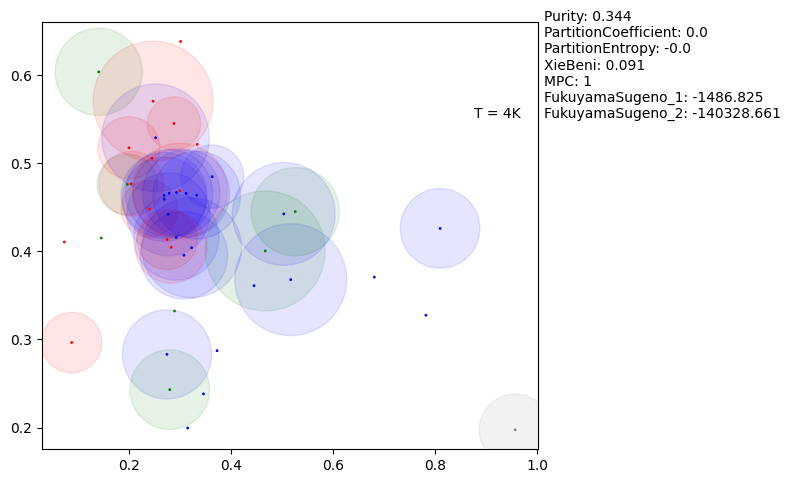 Purity: 0.344
PartitionCoefficient: 0.0
PartitionEntropy: -0.0
XieBeni: 0.091
MPC: 1
FukuyamaSugeno_1: -1486.825
FukuyamaSugeno_2: -140328.661
T = 4K
0.6
0.5
0.4
0.3
0.2
0.2
0.4
0.6
0.8
1.0